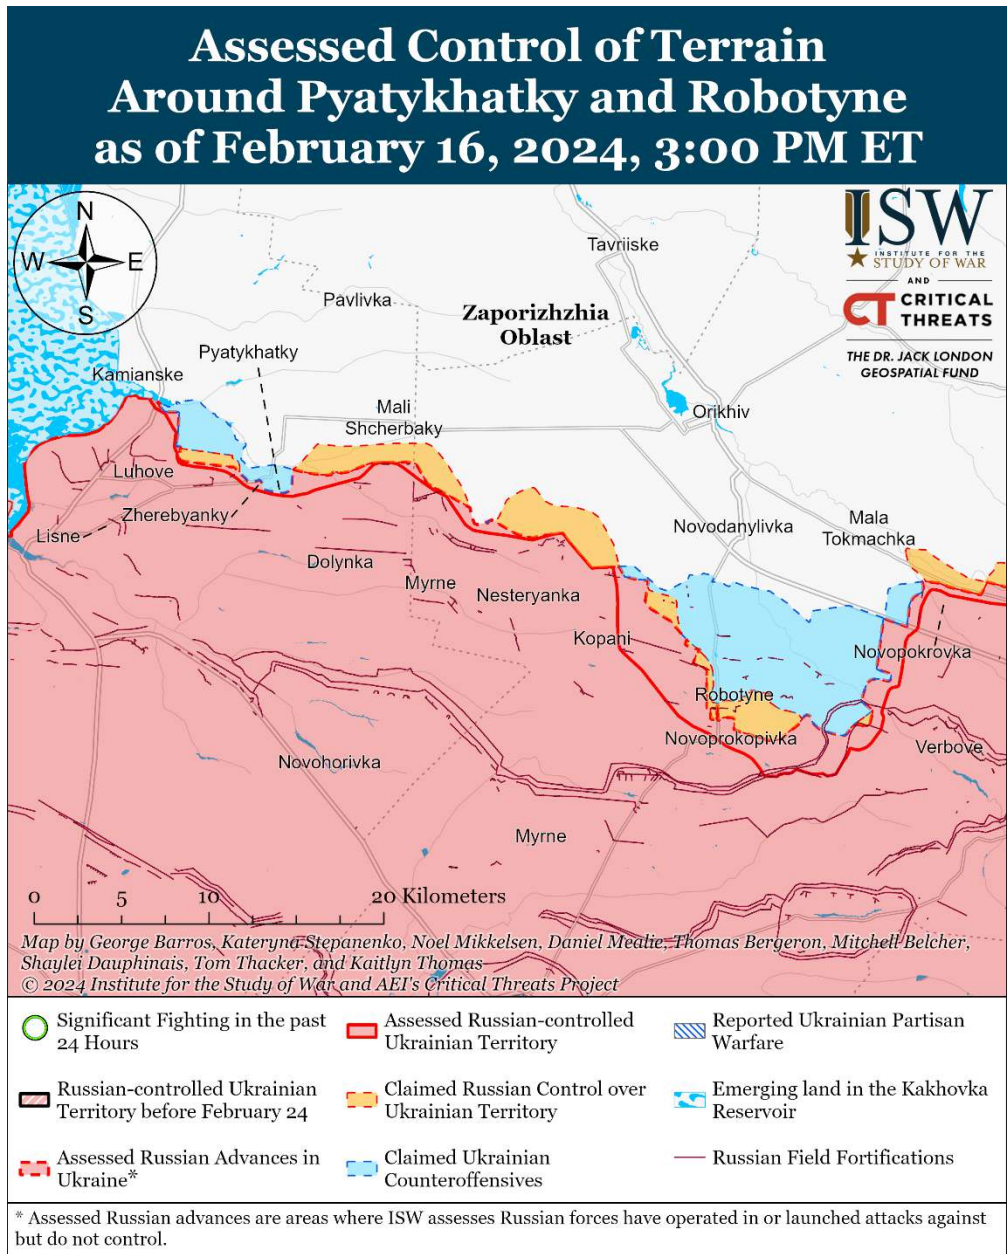 Assessed Control of Terrain
Around Pyatykhatky and Robotyne
as of February 16, 2024, 3:00 PM ET
N
W E
S
ISW
INSTITUTE FOR THE
STUDY OF WAR
AND
CT CRITICAL
THREATS
THE DR. JACK LONDON
GEOSPATIAL FUND
Tavriiske
Pavlivka
Zaporizhzhia
Oblast
Pyatykhatky
Kamianske
Mali
Shcherbaky
Orikhiv
Luhove
Zherebyanky
Lisne
Novodanylivka
Mala
Tokmachka
Dolynka
Myrne
Nesteryanka
Kopani
Novopokrovka
Robotyne
Novoprokopivka
Verbove
Novohorivka
Myrne
0 5 10 20 Kilometers
Map by George Barros, Kateryna Stepanenko, Noel Mikkelsen, Daniel Mealie, Thomas Bergeron, Mitchell Belcher,
Shaylei Dauphinais, Tom Thacker, and Kaitlyn Thomas
© 2024 Institute for the Study of War and AEI's Critical Threats Project
Significant Fighting in the past
24 Hours
Assessed Russian-controlled
Ukrainian Territory
Reported Ukrainian Partisan
Warfare
Russian-controlled Ukrainian
Territory before February 24
Claimed Russian Control over
Ukrainian Territory
Emerging land in the Kakhovka
Reservoir
Assessed Russian Advances in
Ukraine*
Claimed Ukrainian
Counteroffensives
Russian Field Fortifications
* Assessed Russian advances are areas where ISW assesses Russian forces have operated in or launched attacks against
but do not control.